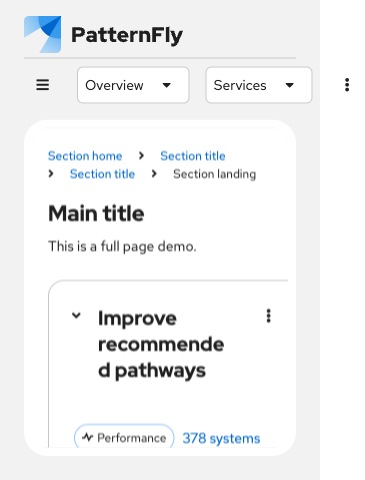 PatternFly
Overview Services
Section home Section title
Section title Section landing
Main title
This is a full page demo.
Improve
recommende
d pathways
Performance 378 systems